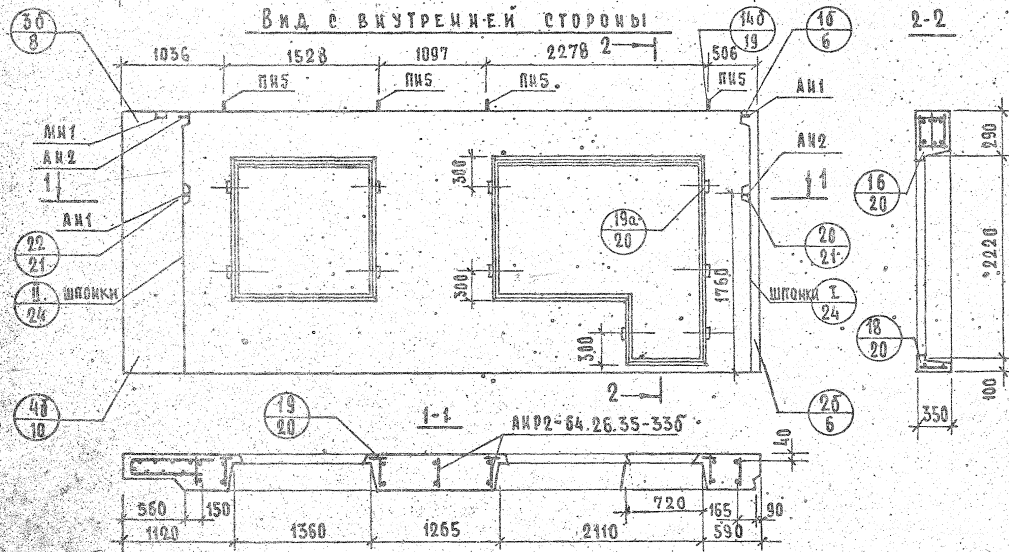 ВИД С ВНУТРЕННЕЙ СТОРОНЫ
2-2
3б
8
14б
19
1б
6
1036
1528
1097
2278
2
506
ПН5
ПН5
ПН5
ПН5
АН1
МН1
АН2
1
АН1
22
21
II
24
ШПОНКИ
300
300
300
19а
20
1760
АН2
1
20
21
ШПОНКИ
I
24
290
16
20
2220
18
20
100
350
4б
10
19
20
1-1
2
АКР2-64.26.35-33б
2б
6
40
560
150
720
165
90
1120
1360
1265
2110
590